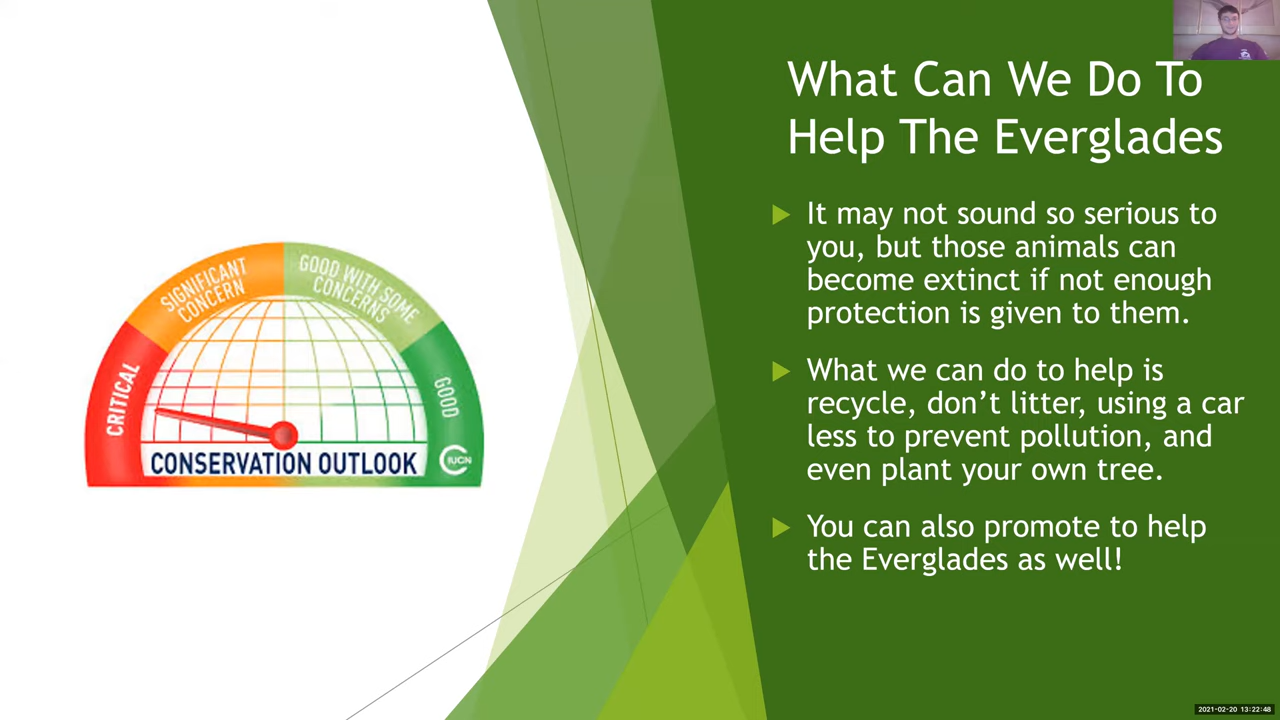 What Can We Do To
Help The Everglades
It may not sound so serious to
you, but those animals can
become extinct if not enough
protection is given to them.
What we can do to help is
recycle, don’t litter, using a car
less to prevent pollution, and
even plant your own tree.
You can also promote to help
the Everglades as well!
CRITICAL
SIGNIFICANT
CONCERN
GOOD WITH SOME
CONCERNS
GOOD
CONSERVATION OUTLOOK
IUCN
2021-02-20 13:22:48